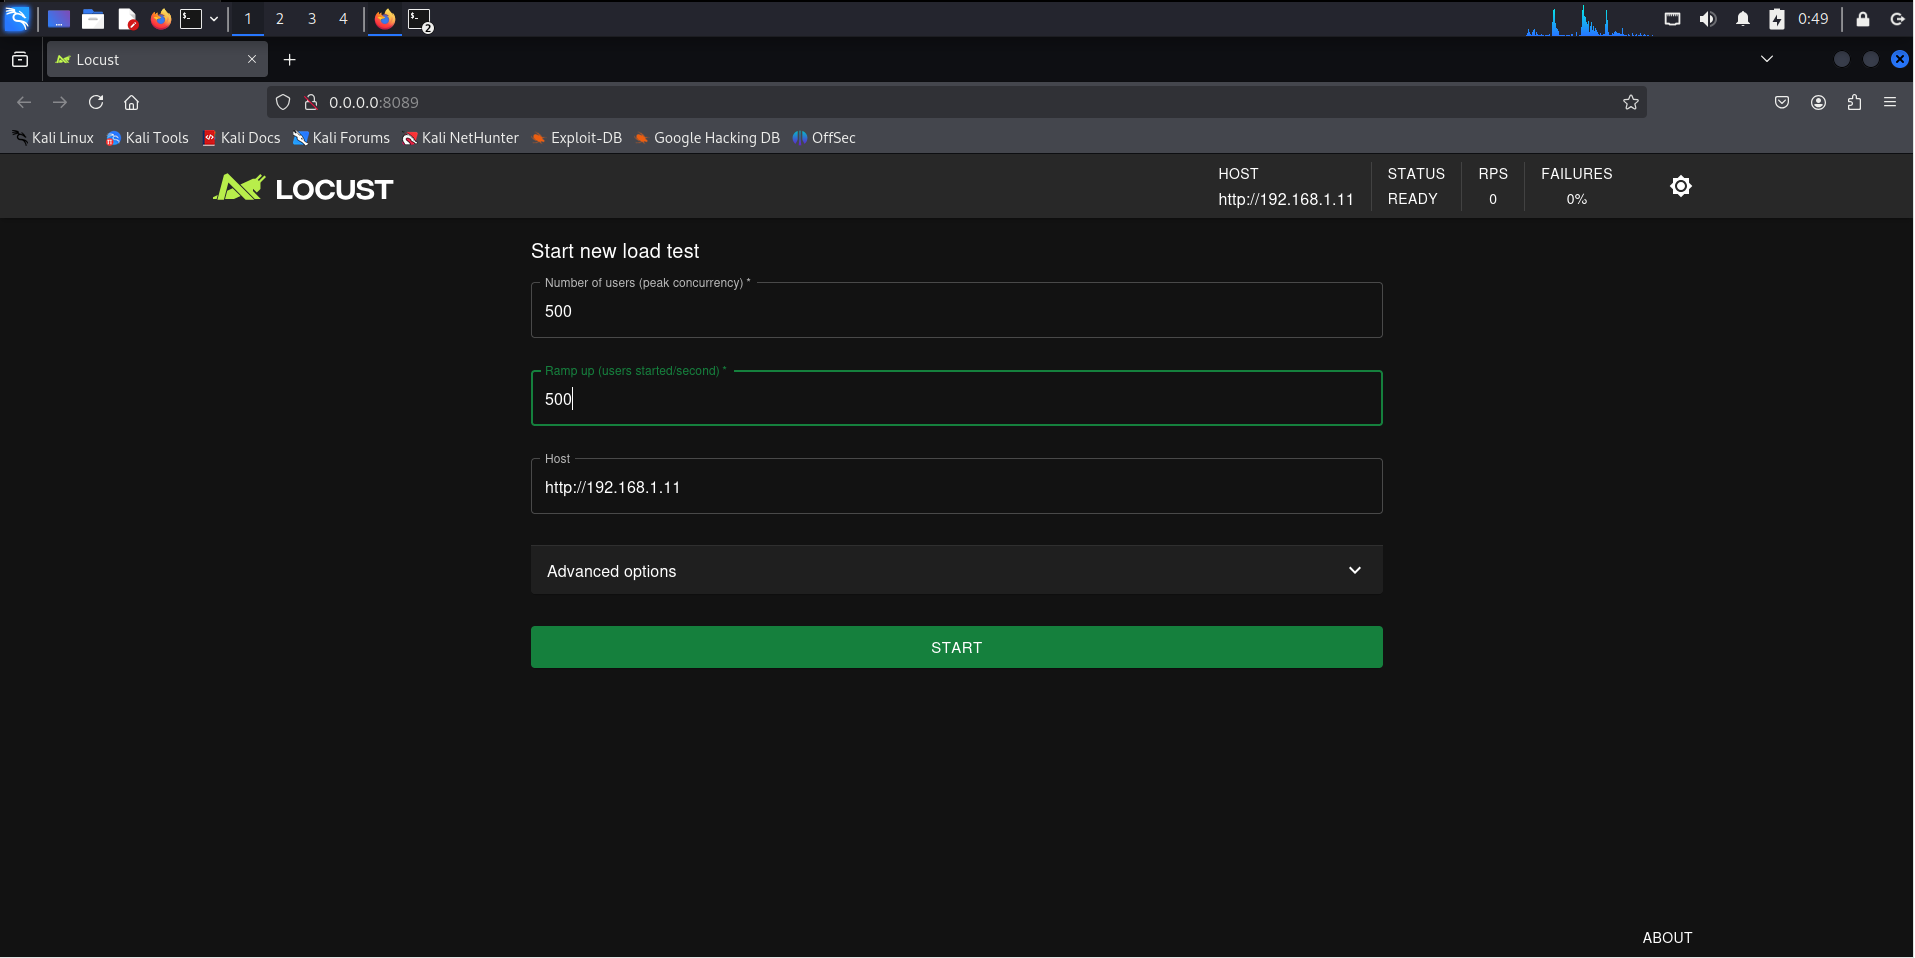 1 2 3 4 2 0:49
Locust
0.0.0.0:8089
Kali Linux Kali Tools Kali Docs Kali Forums Kali NetHunter Exploit-DB Google Hacking DB OffSec
LOCUST
HOST STATUS RPS FAILURES
http://192.168.1.11 READY 0 0%
Start new load test
Number of users (peak concurrency) *
500
Ramp up (users started/second) *
500
Host
http://192.168.1.11
Advanced options
START
ABOUT